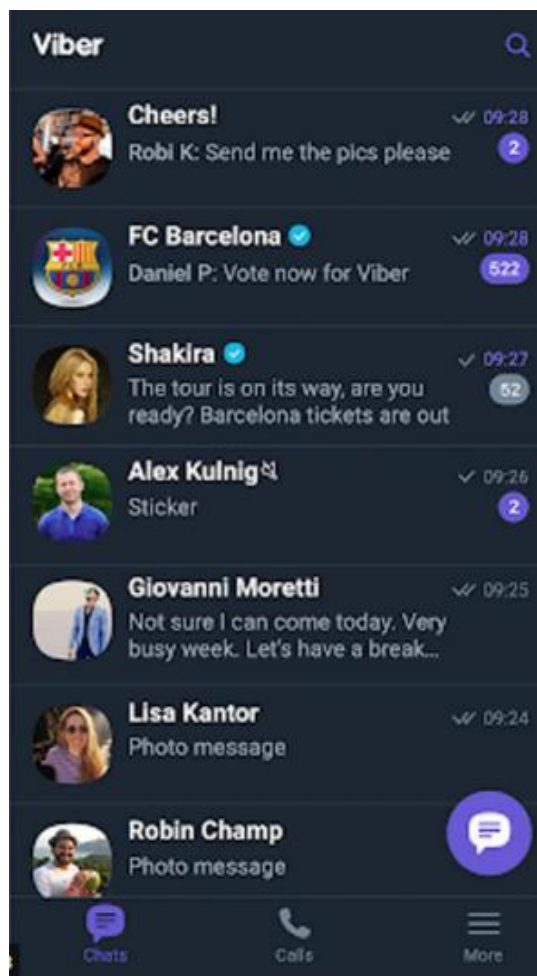 Viber
Cheers!
09:28
Robi K: Send me the pics please
2
FC Barcelona
09:28
Daniel P: Vote now for Viber
522
Shakira
09:27
The tour is on its way, are you
52
ready? Barcelona tickets are out
Alex Kulnig
09:26
Sticker
2
Giovanni Moretti
09:25
Not sure I can come today. Very
busy week. Let's have a break...
Lisa Kantor
09:24
Photo message
Robin Champ
Photo message
Chats
Calls
More